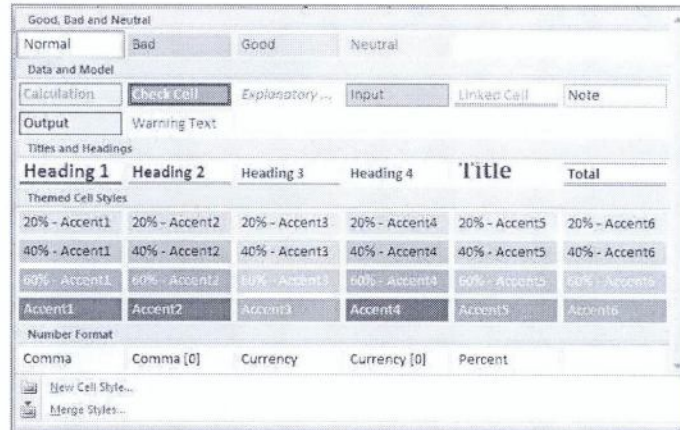 Good, Bad and Neutral
Normal Bad Good Neutral
Data and Model
Calculation Check Cell Explanatory ... Input Linked Cell Note
Output Warning Text
Titles and Headings
Heading 1 Heading 2 Heading 3 Heading 4 Title Total
Themed Cell Styles
20% - Accent1 20% - Accent2 20% - Accent3 20% - Accent4 20% - Accent5 20% - Accent6
40% - Accent1 40% - Accent2 40% - Accent3 40% - Accent4 40% - Accent5 40% - Accent6
60% - Accent1 60% - Accent2 60% - Accent3 60% - Accent4 60% - Accent5 60% - Accent6
Accent1 Accent2 Accent3 Accent4 Accent5 Accent6
Number Format
Comma Comma [0] Currency Currency [0] Percent
New Cell Style...
Merge Styles...